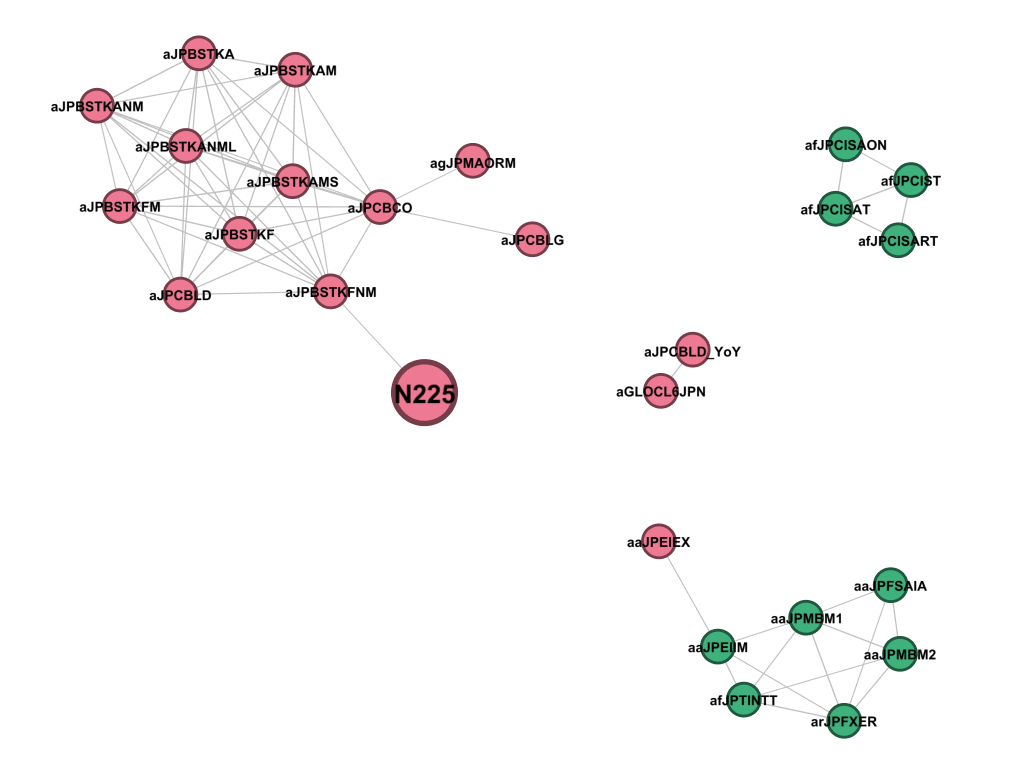 aJPBSTKA
aJPBSTKAM
aJPBSTKANM
aJPBSTKANML
afJPCISAON
agJPMAORM
aJPBSTKAMS
afJPCIST
aJPBSTKFM
aJPCBCO
afJPCISAT
aJPBSTKF
aJPCBLG
afJPCISART
aJPCBLD
aJPBSTKFNM
aJPCBLD_YoY
N225
aGLOCL6JPN
aaJPEIEX
aaJPFSAIA
aaJPMBM1
aaJPEIIM
aaJPMBM2
afJPTINTT
arJPFXER